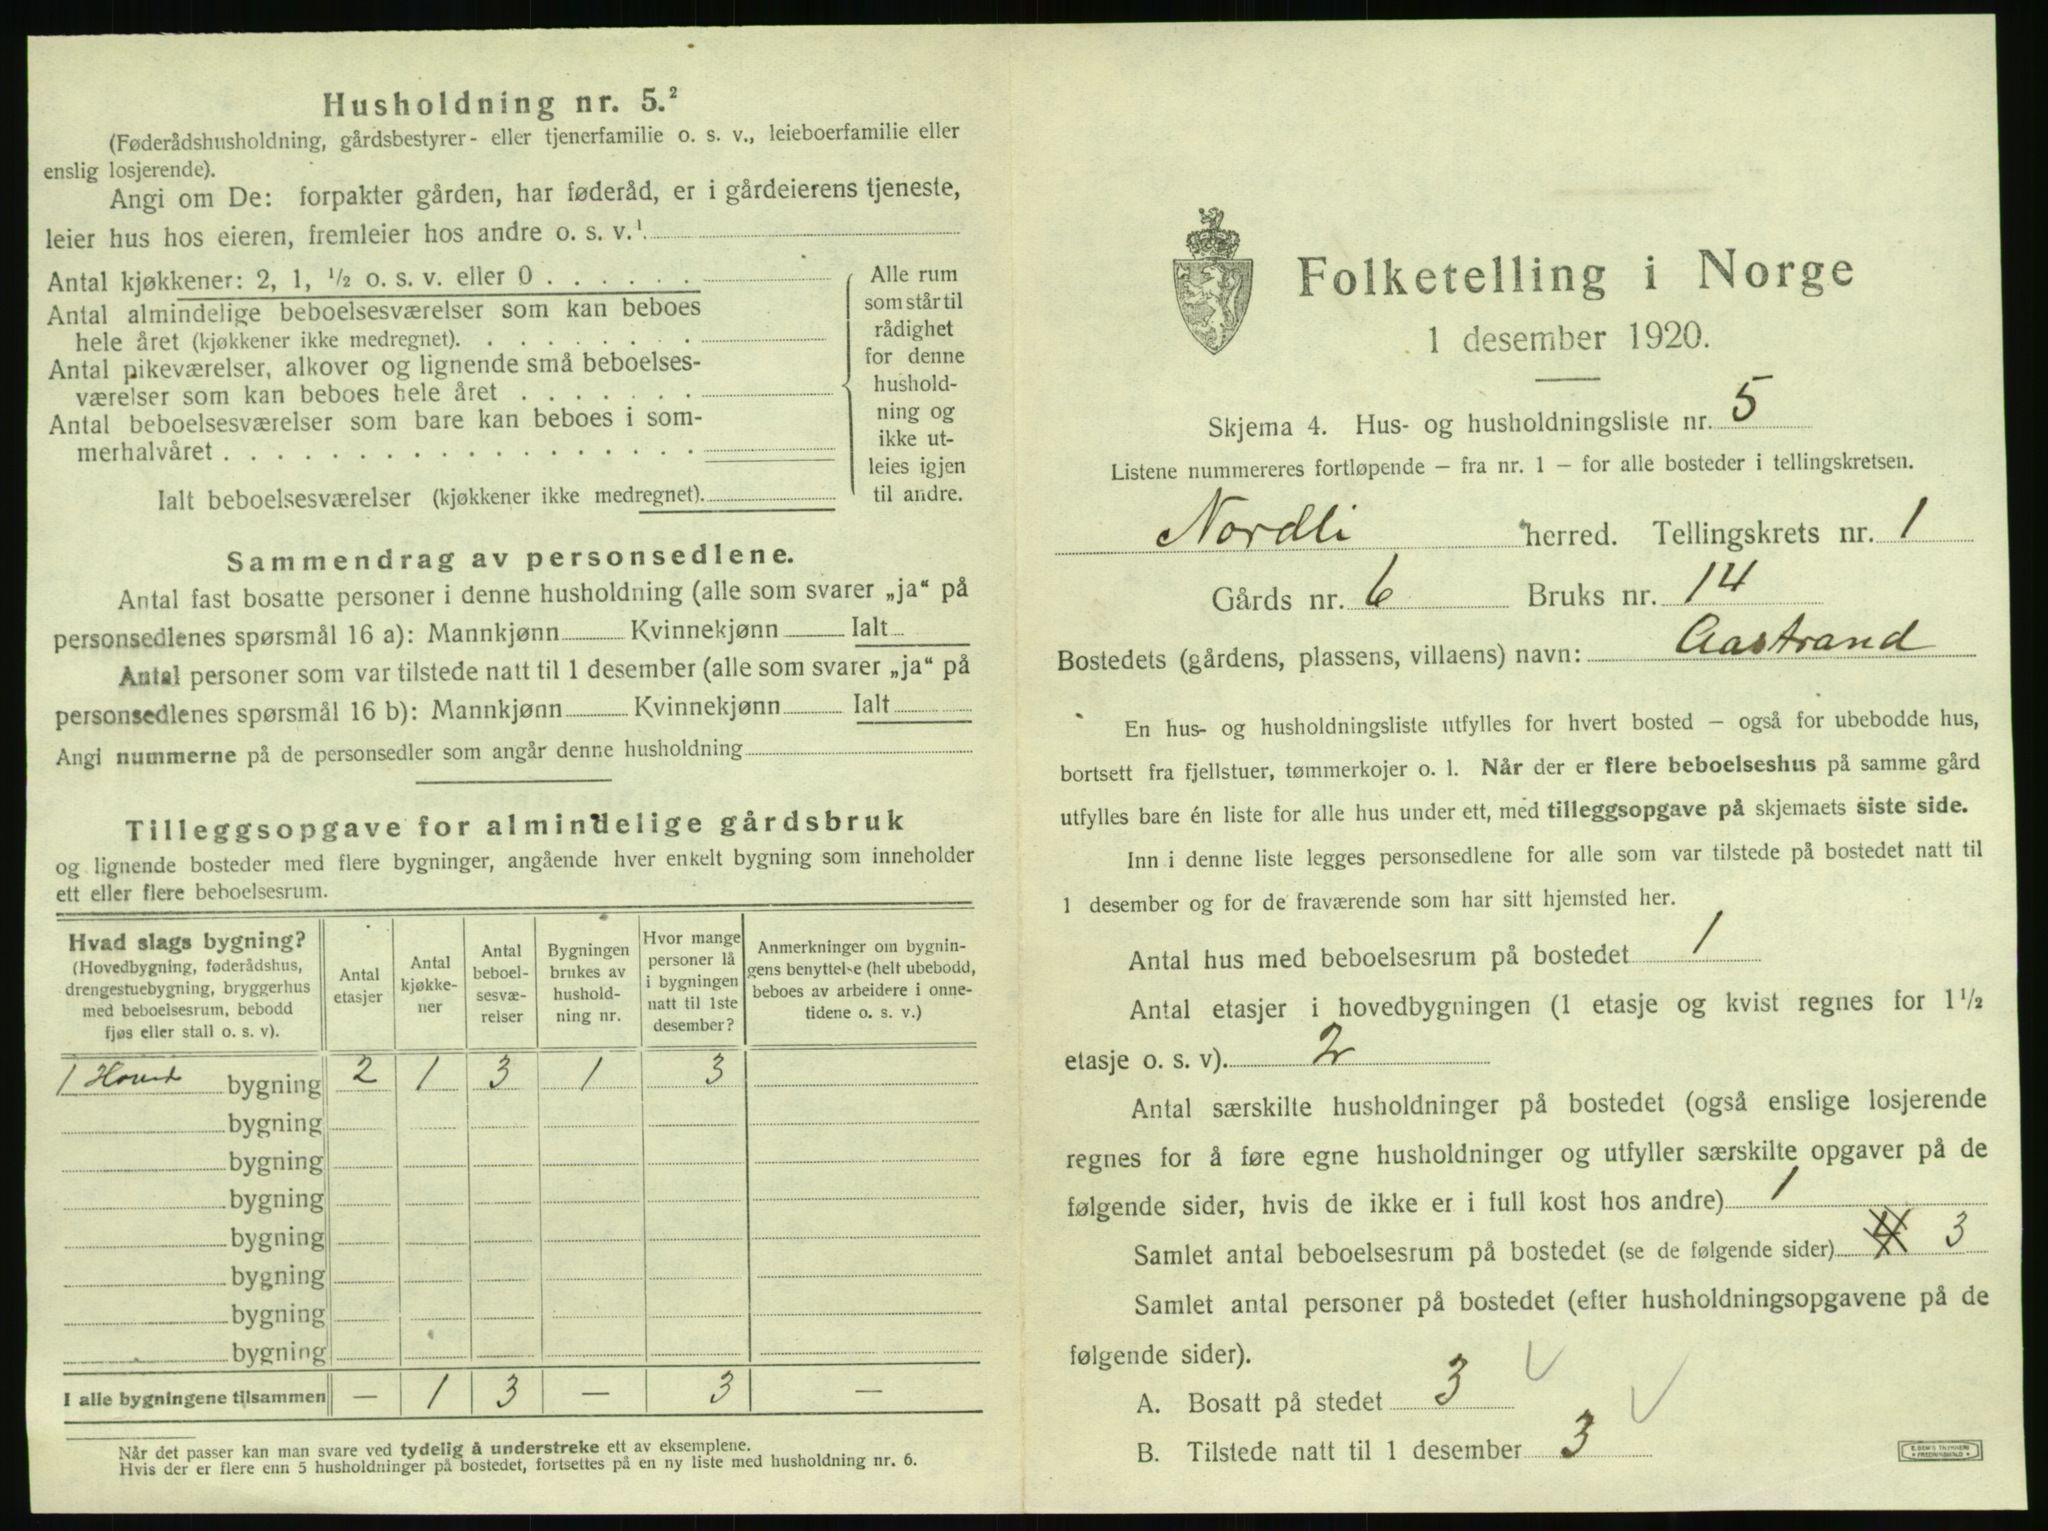 Husholdning nr. 5.²
(Føderådshusholdning, gårdsbestyrer- eller tjenerfamilie o. s. v., leieboerfamilie eller
enslig losjerende).
Angi om De: forpakter gården, har føderåd, er i gårdeierens tjeneste,
leier hus hos eieren, fremleier hos andre o. s. v.¹
Antal kjøkkener: 2, 1, ½ o. s. v. eller 0 . . . . . .
Antal almindelige beboelsesværelser som kan beboes
hele året (kjøkkener ikke medregnet). . . . . . . . .
Antal pikeværelser, alkover og lignende små beboelses-
værelser som kan beboes hele året . . . . . . .
Antal beboelsesværelser som bare kan beboes i som-
merhalvåret . . . . . . . . . . . . . . . . . .
Ialt beboelsesværelser (kjøkkener ikke medregnet).
Alle rum
som står til
rådighet
for denne
hushold-
ning og
ikke ut-
leies igjen
til andre.
Sammendrag av personsedlene.
Antal fast bosatte personer i denne husholdning (alle som svarer „ja“ på
personsedlenes spørsmål 16 a): Mannkjønn Kvinnekjønn Ialt
Antal personer som var tilstede natt til 1 desember (alle som svarer „ja“ på
personsedlenes spørsmål 16 b): Mannkjønn Kvinnekjønn Ialt
Angi nummerne på de personsedler som angår denne husholdning
Tilleggsopgave for almindelige gårdsbruk
og lignende bosteder med flere bygninger, angående hver enkelt bygning som inneholder
ett eller flere beboelsesrum.
Hvad slags bygning?
(Hovedbygning, føderådshus,
drengestuebygning, bryggerhus
med beboelsesrum, bebodd
fjøs eller stall o. s. v).
Antal
etasjer
Antal
kjøkke-
ner
Antal
beboel-
sesvæ-
relser
Bygningen
brukes av
hushold-
ning nr.
Hvor mange
personer lå
i bygningen
natt til 1ste
desember?
Anmerkninger om bygnin-
gens benyttelse (helt ubebodd,
beboes av arbeidere i onne-
tidene o. s. v.)
1 Hoved bygning 2 1 3 1 3
bygning
bygning
bygning
bygning
bygning
bygning
bygning
I alle bygningene tilsammen — 1 3 — 3 —
Når det passer kan man svare ved tydelig å understreke ett av eksemplene.
Hvis der er flere enn 5 husholdninger på bostedet, fortsettes på en ny liste med husholdning nr. 6.
Folketelling i Norge
1 desember 1920.
Skjema 4. Hus- og husholdningsliste nr. 5
Listene nummereres fortløpende — fra nr. 1 — for alle bosteder i tellingskretsen.
Nordli herred. Tellingskrets nr. 1
Gårds nr. 6 Bruks nr. 14
Bostedets (gårdens, plassens, villaens) navn: Aastrand
En hus- og husholdningsliste utfylles for hvert bosted — også for ubebodde hus,
bortsett fra fjellstuer, tømmerkojer o. l. Når der er flere beboelseshus på samme gård
utfylles bare én liste for alle hus under ett, med tilleggsopgave på skjemaets siste side.
Inn i denne liste legges personsedlene for alle som var tilstede på bostedet natt til
1 desember og for de fraværende som har sitt hjemsted her.
Antal hus med beboelsesrum på bostedet 1
Antal etasjer i hovedbygningen (1 etasje og kvist regnes for 1½
etasje o. s. v). 2
Antal særskilte husholdninger på bostedet (også enslige losjerende
regnes for å føre egne husholdninger og utfyller særskilte opgaver på de
følgende sider, hvis de ikke er i full kost hos andre) 1
Samlet antal beboelsesrum på bostedet (se de følgende sider) 3
Samlet antal personer på bostedet (efter husholdningsopgavene på de
følgende sider).
A. Bosatt på stedet 3
B. Tilstede natt til 1 desember 3